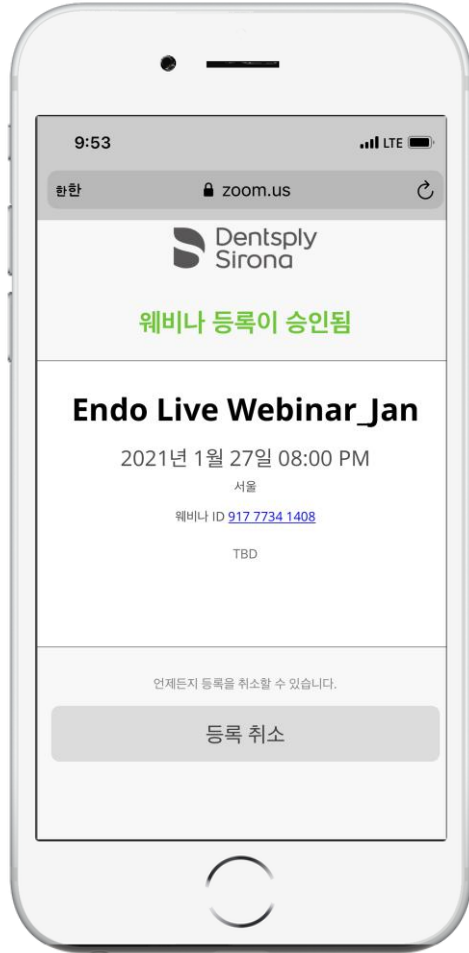 9:53
LTE
한한 zoom.us
Dentsply
Sirona
웨비나 등록이 승인됨
Endo Live Webinar_Jan
2021년 1월 27일 08:00 PM
서울
웨비나 ID 917 7734 1408
TBD
언제든지 등록을 취소할 수 있습니다.
등록 취소